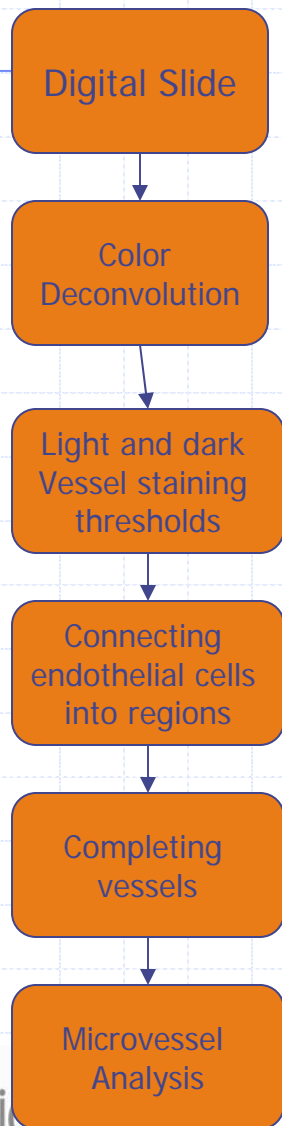 Digital Slide
Color
Deconvolution
Light and dark
Vessel staining
thresholds
Connecting
endothelial cells
into regions
Completing
vessels
Microvessel
Analysis